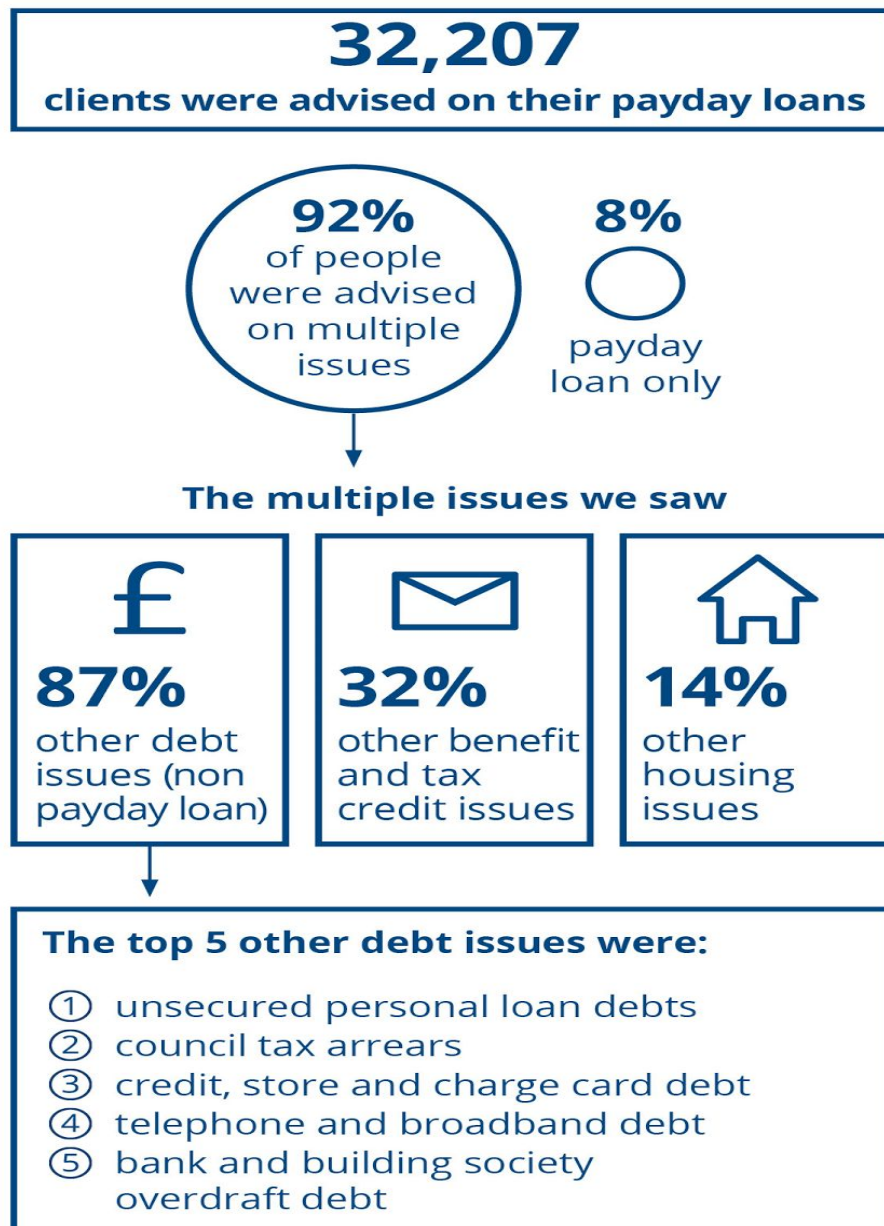 32,207
clients were advised on their payday loans
92%
of people
were advised
on multiple
issues
8%
payday
loan only
The multiple issues we saw
£
87%
other debt
issues (non
payday loan)
32%
other benefit
and tax
credit issues
14%
other
housing
issues
The top 5 other debt issues were:
1 unsecured personal loan debts
2 council tax arrears
3 credit, store and charge card debt
4 telephone and broadband debt
5 bank and building society
overdraft debt